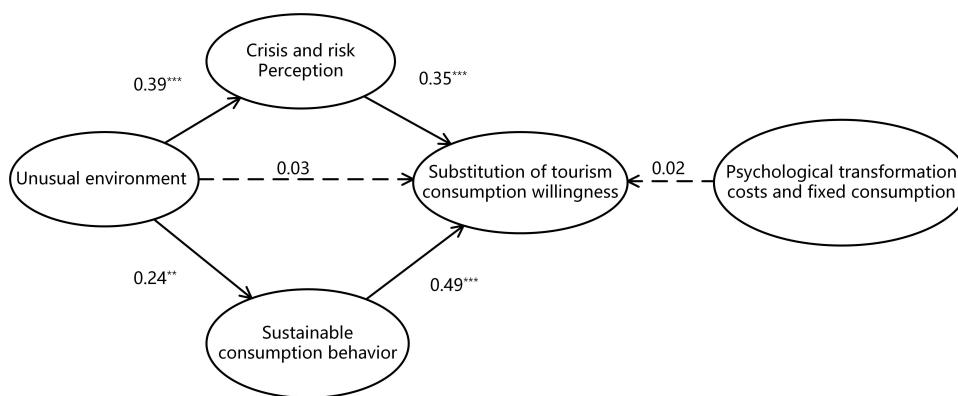 Crisis and risk
Perception
0.39***
0.35***
Unusual environment
0.03
Substitution of tourism
consumption willingness
0.02
Psychological transformation
costs and fixed consumption
0.24**
0.49***
Sustainable
consumption behavior